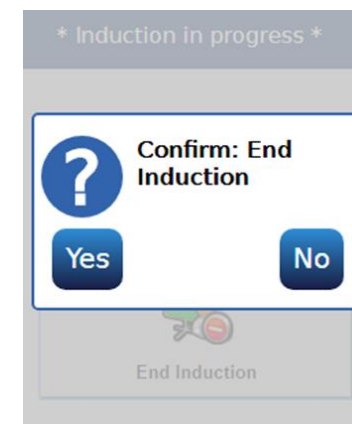 * Induction in progress *
?
Confirm: End
Induction
Yes
No
End Induction